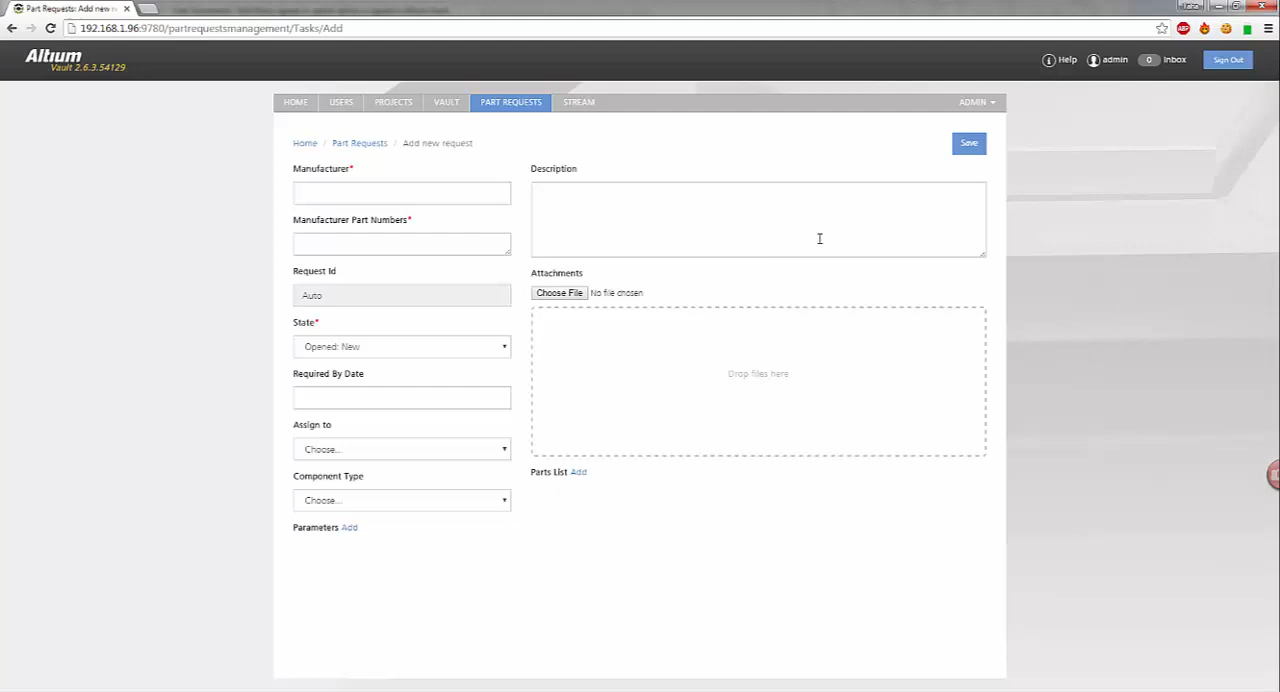 Part Requests: Add new r
192.168.1.96:9780/partrequestsmanagement/Tasks/Add
ABP
Altium
Vault 2.6.3.54129
Help admin 0 Inbox Sign Out
HOME USERS PROJECTS VAULT PART REQUESTS STREAM ADMIN
Home / Part Requests / Add new request Save
Manufacturer*
Description
Manufacturer Part Numbers*
Request Id
Auto
Attachments
Choose File No file chosen
Drop files here
State*
Opened: New
Required By Date
Assign to
Choose...
Component Type
Choose...
Parts List Add
Parameters Add